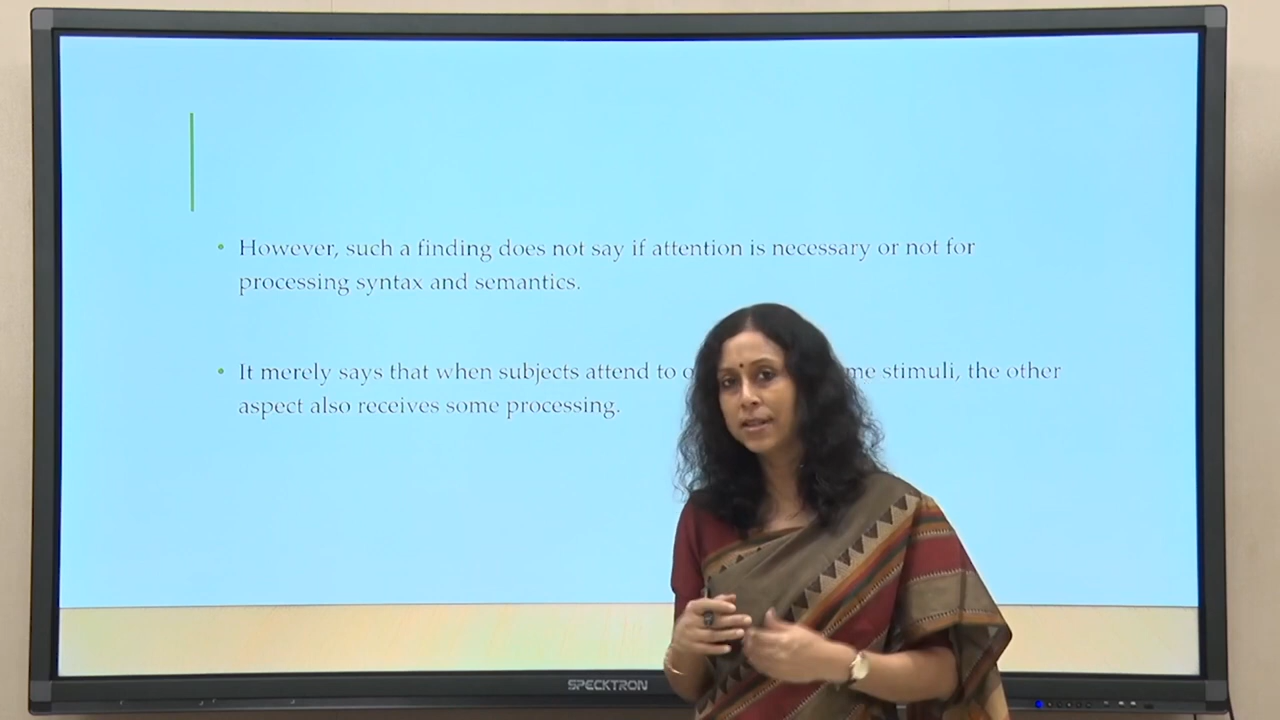 However, such a finding does not say if attention is necessary or not for
processing syntax and semantics.
It merely says that when subjects attend to stimuli, the other
aspect also receives some processing.
SPECKTRON